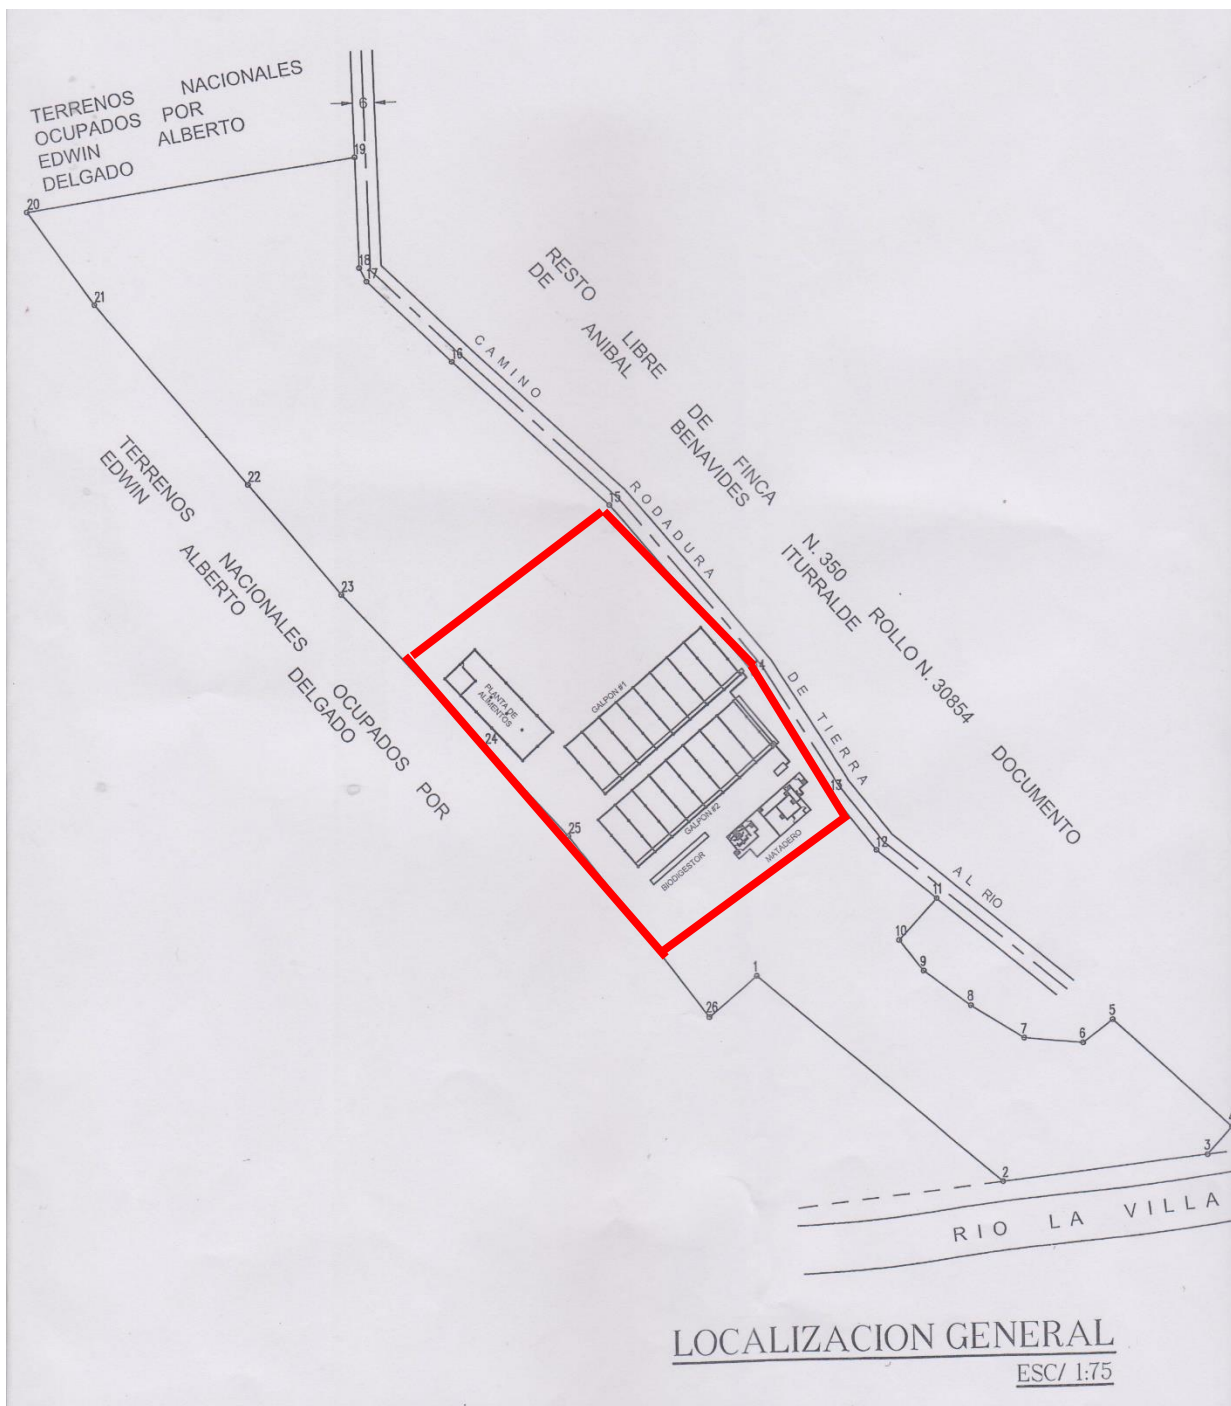 TERRENOS NACIONALES
OCUPADOS POR
EDWIN ALBERTO
DELGADO
6
19
20
18
17
21
16
CAMINO RODADURA DE TIERRA AL RIO
RESTO LIBRE DE FINCA N. 350 ROLLO N. 30854 DOCUMENTO
DE ANIBAL BENAVIDES ITURRALDE
15
22
TERRENOS NACIONALES OCUPADOS POR
EDWIN ALBERTO DELGADO
23
PLANTA DE
ALIMENTOS
24
GALPON #1
GALPON #2
BIODIGESTOR
MATADERO
13
25
12
11
10
9
8
7
6
5
4
3
1
26
2
RIO LA VILLA
LOCALIZACION GENERAL
ESC/ 1:75